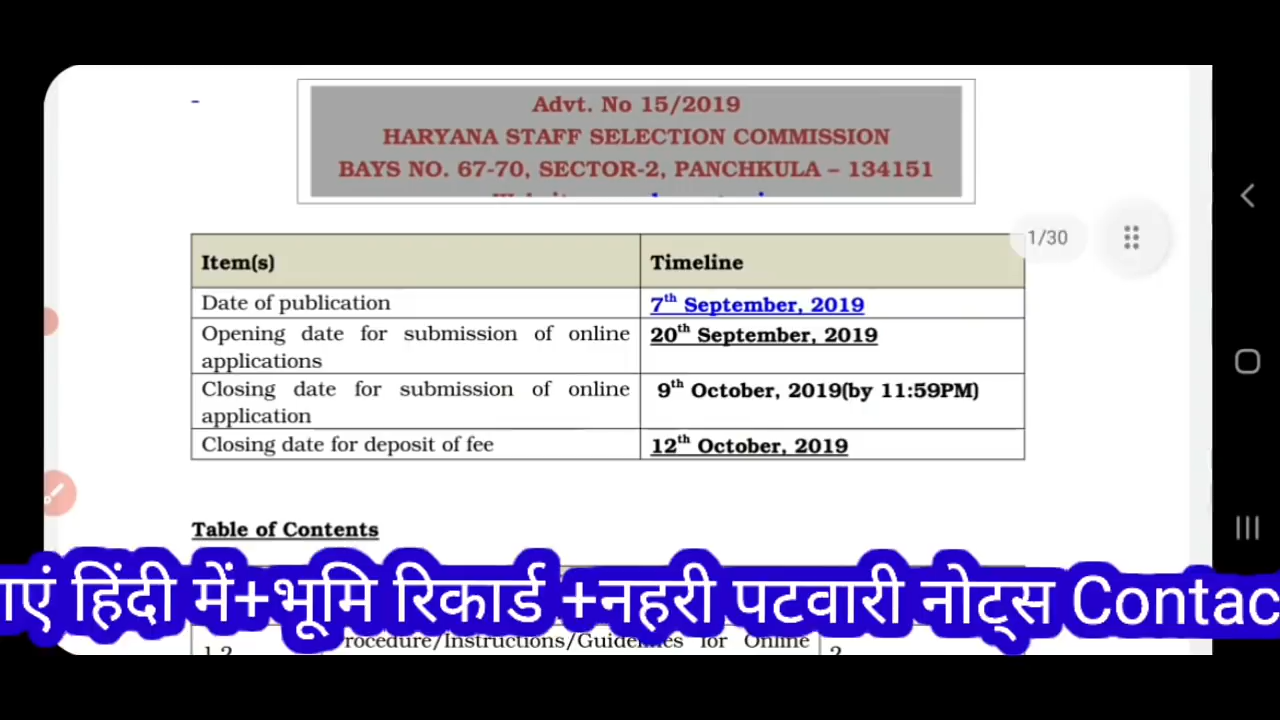 Advt. No 15/2019
HARYANA STAFF SELECTION COMMISSION
BAYS NO. 67-70, SECTOR-2, PANCHKULA – 134151
1/30
Item(s) Timeline
Date of publication 7th September, 2019
Opening date for submission of online 20th September, 2019
applications
Closing date for submission of online 9th October, 2019(by 11:59PM)
application
Closing date for deposit of fee 12th October, 2019
Table of Contents
हिंदी में+भूमि रिकार्ड +नहरी पटवारी नोट्स
for Online